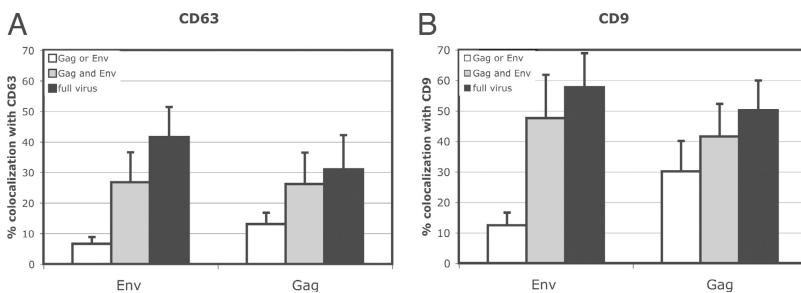 A
CD63
% colocalization with CD63
70
60
50
40
30
20
10
0
Gag or Env
Gag and Env
full virus
Env
Gag
B
CD9
% colocalization with CD9
70
60
50
40
30
20
10
0
Gag or Env
Gag and Env
full virus
Env
Gag